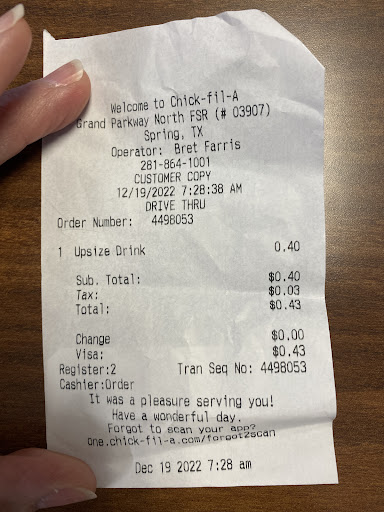 Welcome to Chick-fil-A
Grand Parkway North FSR (# 03907)
Spring, TX
Operator: Bret Farris
281-864-1001
CUSTOMER COPY
12/19/2022 7:28:38 AM
DRIVE THRU
Order Number: 4498053
1 Upsize Drink 0.40
Sub. Total: $0.40
Tax: $0.03
Total: $0.43
Change $0.00
Visa: $0.43
Register:2 Tran Seq No: 4498053
Cashier:Order
It was a pleasure serving you!
Have a wonderful day.
Forgot to scan your app?
one.chick-fil-a.com/forgot2scan
Dec 19 2022 7:28 am